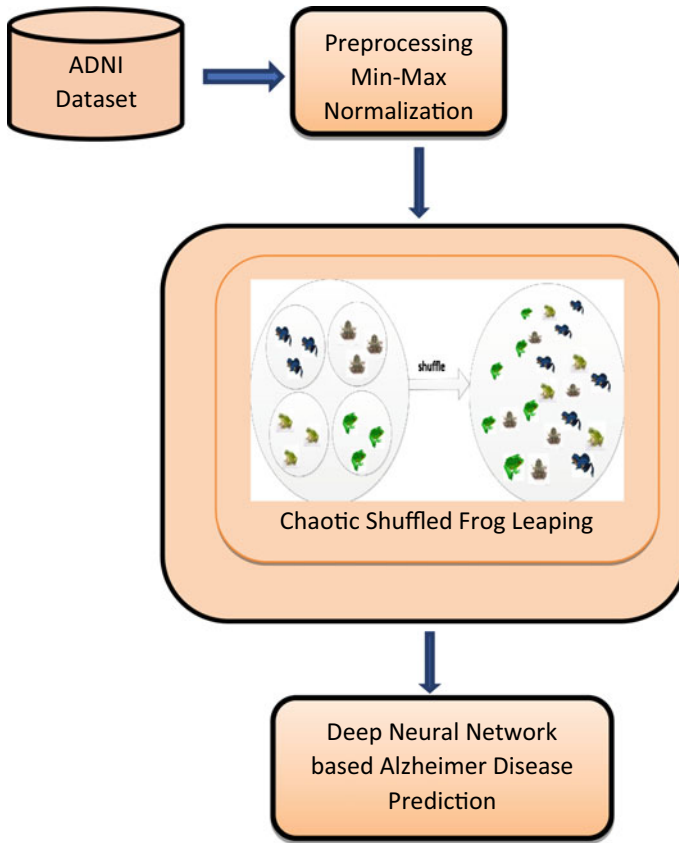 ADNI
Dataset
Preprocessing
Min-Max
Normalization
shuffle
Chaotic Shuffled Frog Leaping
Deep Neural Network
based Alzheimer Disease
Prediction